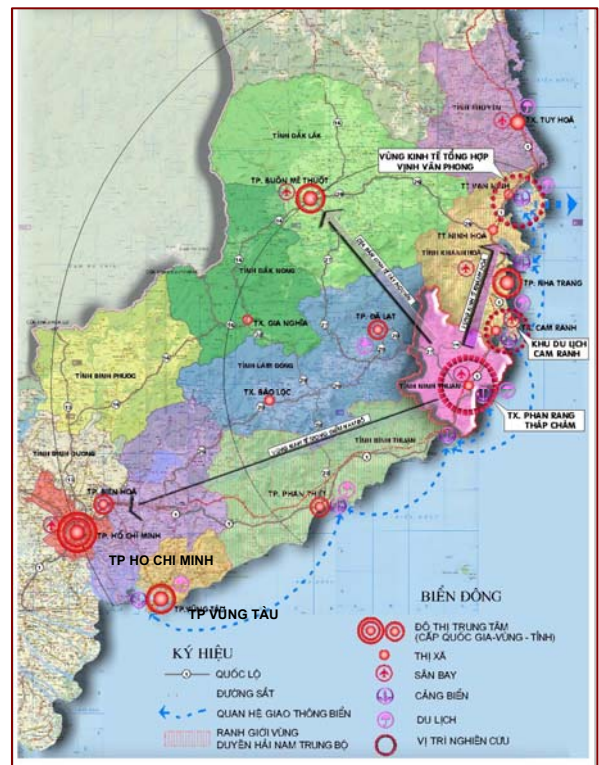 TỈNH PHÚ YÊN
TX. TUY HOÀ
TỈNH ĐẮK LẮK
VÙNG KINH TẾ TỔNG HỢP
VỊNH VÂN PHONG
TP. BUÔN MÊ THUỘT
TT VẠN NINH
TT NINH HOÀ
TỈNH KHÁNH HOÀ
TỈNH ĐẮK NÔNG
TP. NHA TRANG
TP. ĐÀ LẠT
TX. GIA NGHĨA
TX. CAM RANH
KHU DU LỊCH
CAM RANH
TỈNH BÌNH PHƯỚC
TỈNH LÂM ĐỒNG
TỈNH NINH THUẬN
TX. BẢO LỘC
TX. PHAN RANG
THÁP CHÀM
TỈNH BÌNH THUẬN
TỈNH BÌNH DƯƠNG
TP. BIÊN HOÀ
TP. PHAN THIẾT
TP. HỒ CHÍ MINH
TP HO CHI MINH
TP VŨNG TÀU
TP. VŨNG TÀU
BIỂN ĐÔNG
KÝ HIỆU
QUỐC LỘ
ĐƯỜNG SẮT
QUAN HỆ GIAO THÔNG BIỂN
RANH GIỚI VÙNG
DUYÊN HẢI NAM TRUNG BỘ
ĐÔ THỊ TRUNG TÂM
(CẤP QUỐC GIA-VÙNG - TỈNH)
THỊ XÃ
SÂN BAY
CẢNG BIỂN
DU LỊCH
VỊ TRÍ NGHIÊN CỨU